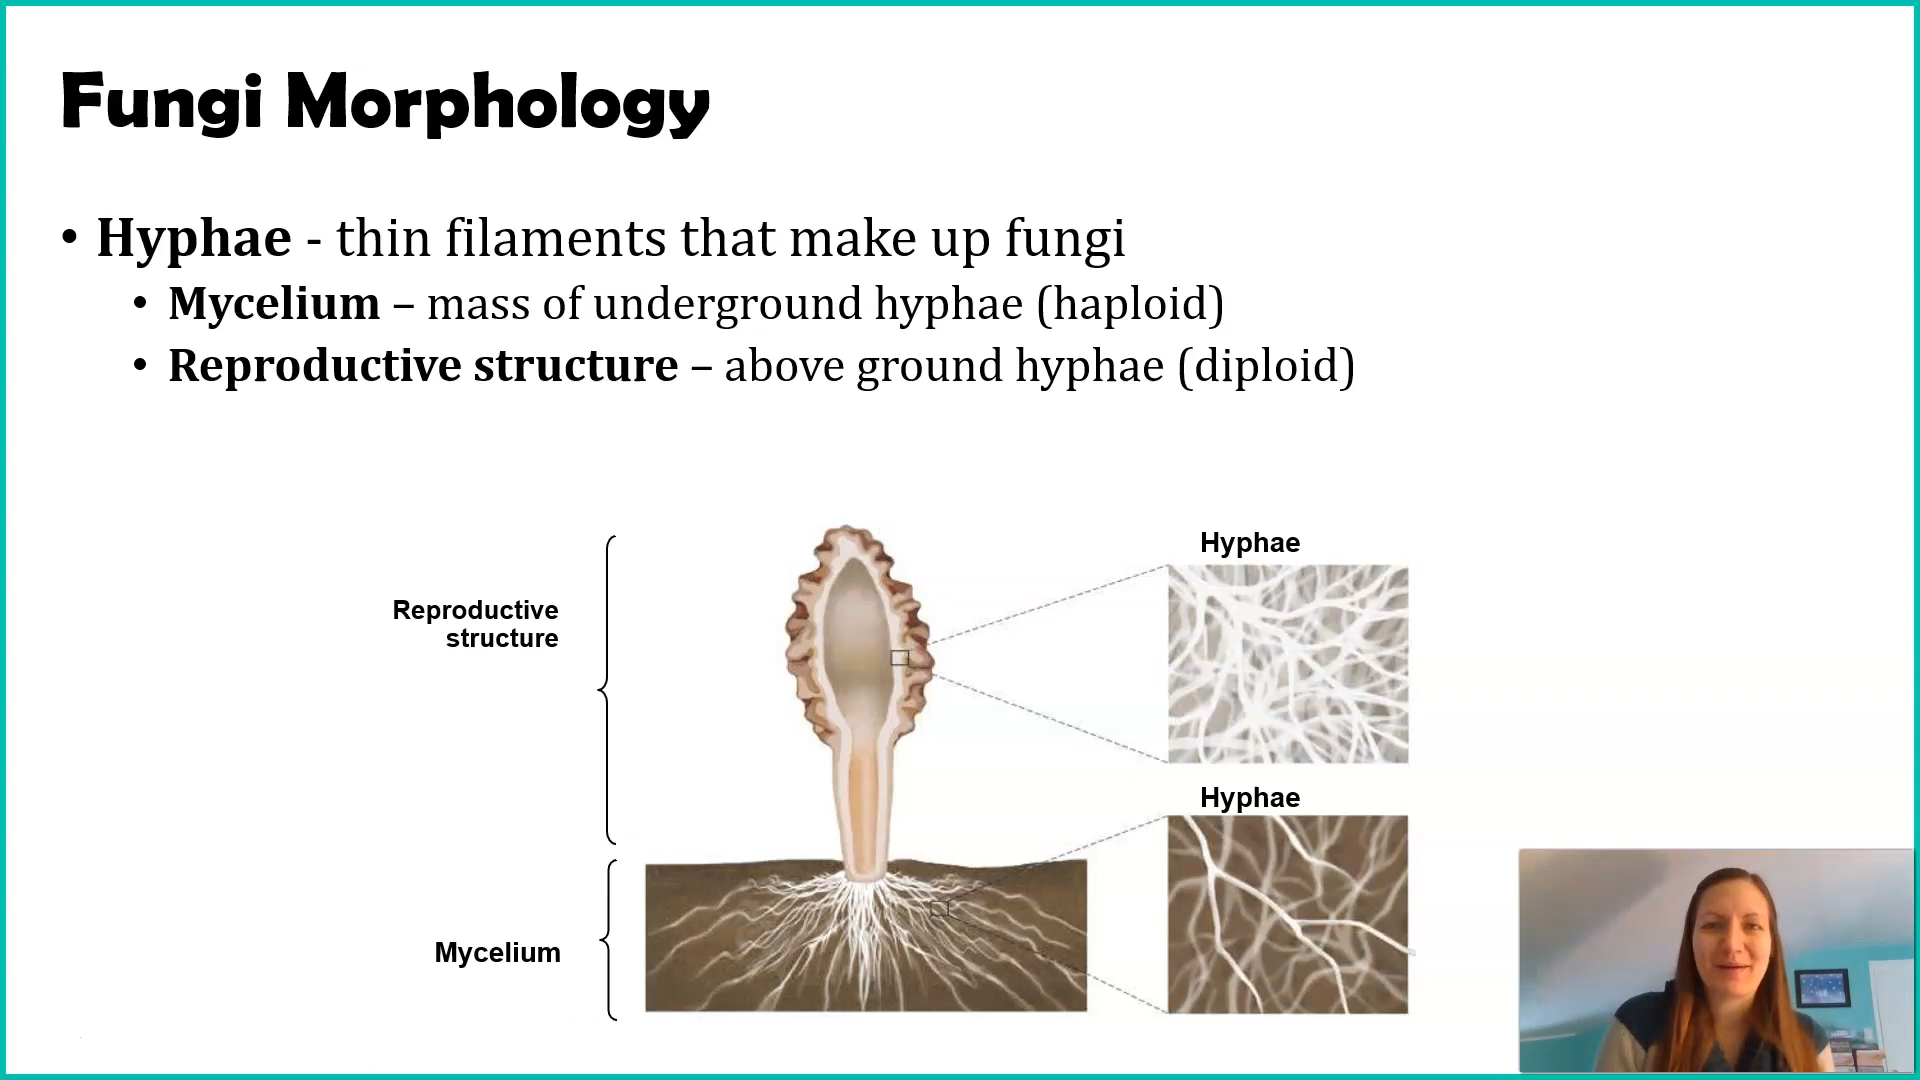 Fungi Morphology
• Hyphae - thin filaments that make up fungi
• Mycelium – mass of underground hyphae (haploid)
• Reproductive structure – above ground hyphae (diploid)
Hyphae
Reproductive
structure
Hyphae
Mycelium